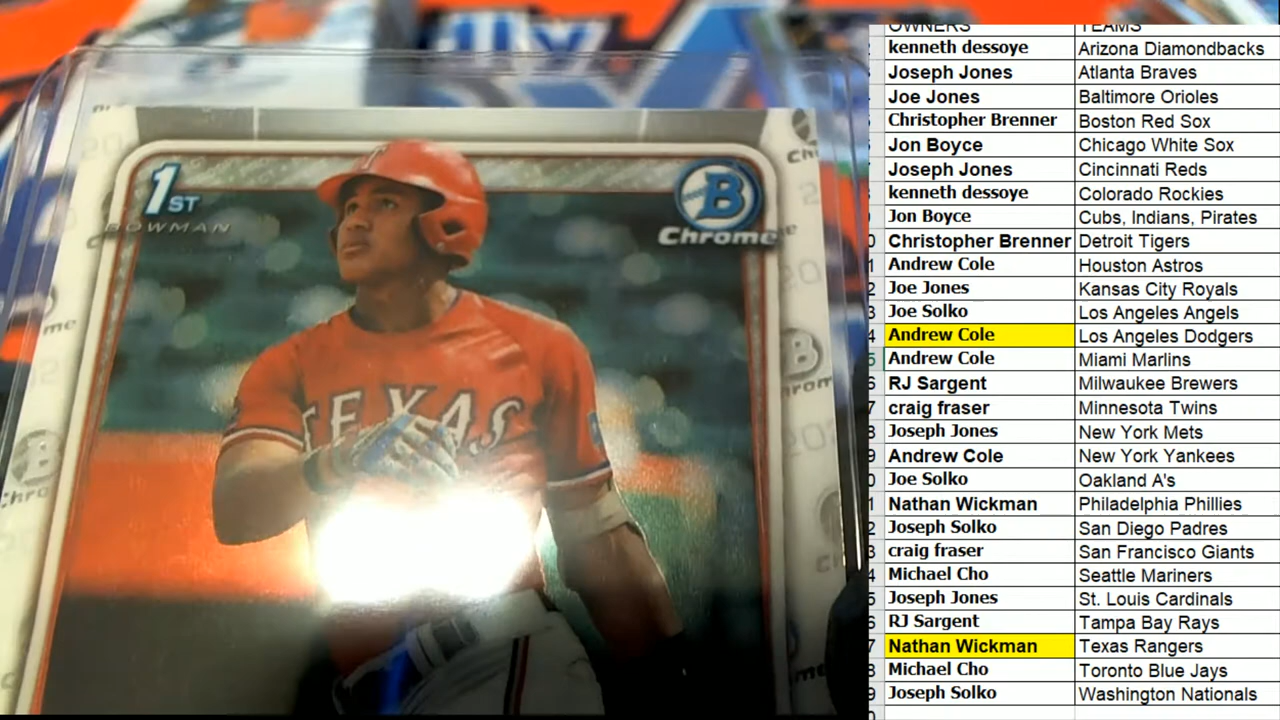 1ST
BOWMAN
B
Chrome
TEXAS
OWNERS TEAMS
kenneth dessoye Arizona Diamondbacks
Joseph Jones Atlanta Braves
Joe Jones Baltimore Orioles
Christopher Brenner Boston Red Sox
Jon Boyce Chicago White Sox
Joseph Jones Cincinnati Reds
kenneth dessoye Colorado Rockies
Jon Boyce Cubs, Indians, Pirates
Christopher Brenner Detroit Tigers
Andrew Cole Houston Astros
Joe Jones Kansas City Royals
Joe Solko Los Angeles Angels
Andrew Cole Los Angeles Dodgers
Andrew Cole Miami Marlins
RJ Sargent Milwaukee Brewers
craig fraser Minnesota Twins
Joseph Jones New York Mets
Andrew Cole New York Yankees
Joe Solko Oakland A's
Nathan Wickman Philadelphia Phillies
Joseph Solko San Diego Padres
craig fraser San Francisco Giants
Michael Cho Seattle Mariners
Joseph Jones St. Louis Cardinals
RJ Sargent Tampa Bay Rays
Nathan Wickman Texas Rangers
Michael Cho Toronto Blue Jays
Joseph Solko Washington Nationals